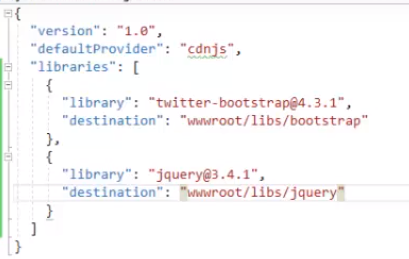 {
"version": "1.0",
"defaultProvider": "cdnjs",
"libraries": [
{
"library": "twitter-bootstrap@4.3.1",
"destination": "wwwroot/libs/bootstrap"
},
{
"library": "jquery@3.4.1",
"destination": "wwwroot/libs/jquery"
}
]
}